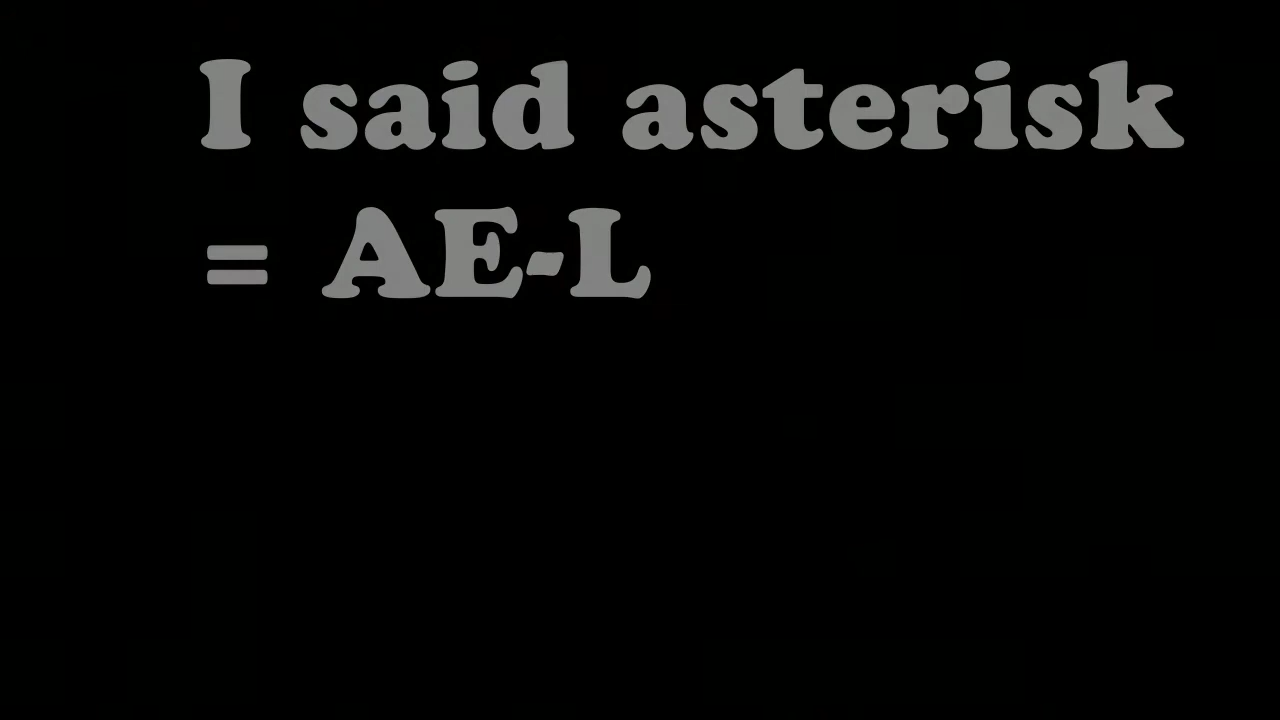 I said asterisk
= AE-L